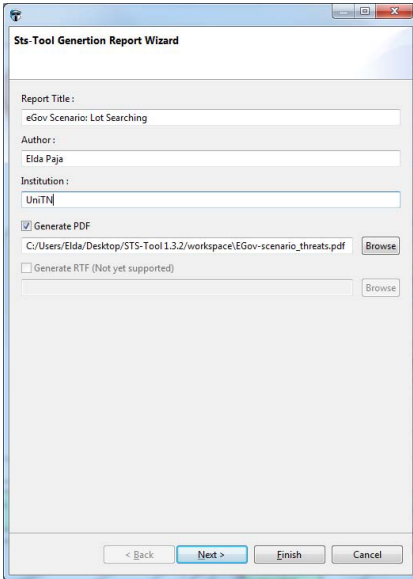 Sts-Tool Genertion Report Wizard
Report Title :
eGov Scenario: Lot Searching
Author :
Elda Paja
Institution :
UniTN
Generate PDF
C:/Users/Elda/Desktop/STS-Tool1.3.2/workspace\EGov-scenario_threats.pdf Browse
Generate RTF (Not yet supported)
Browse
< Back Next > Finish Cancel